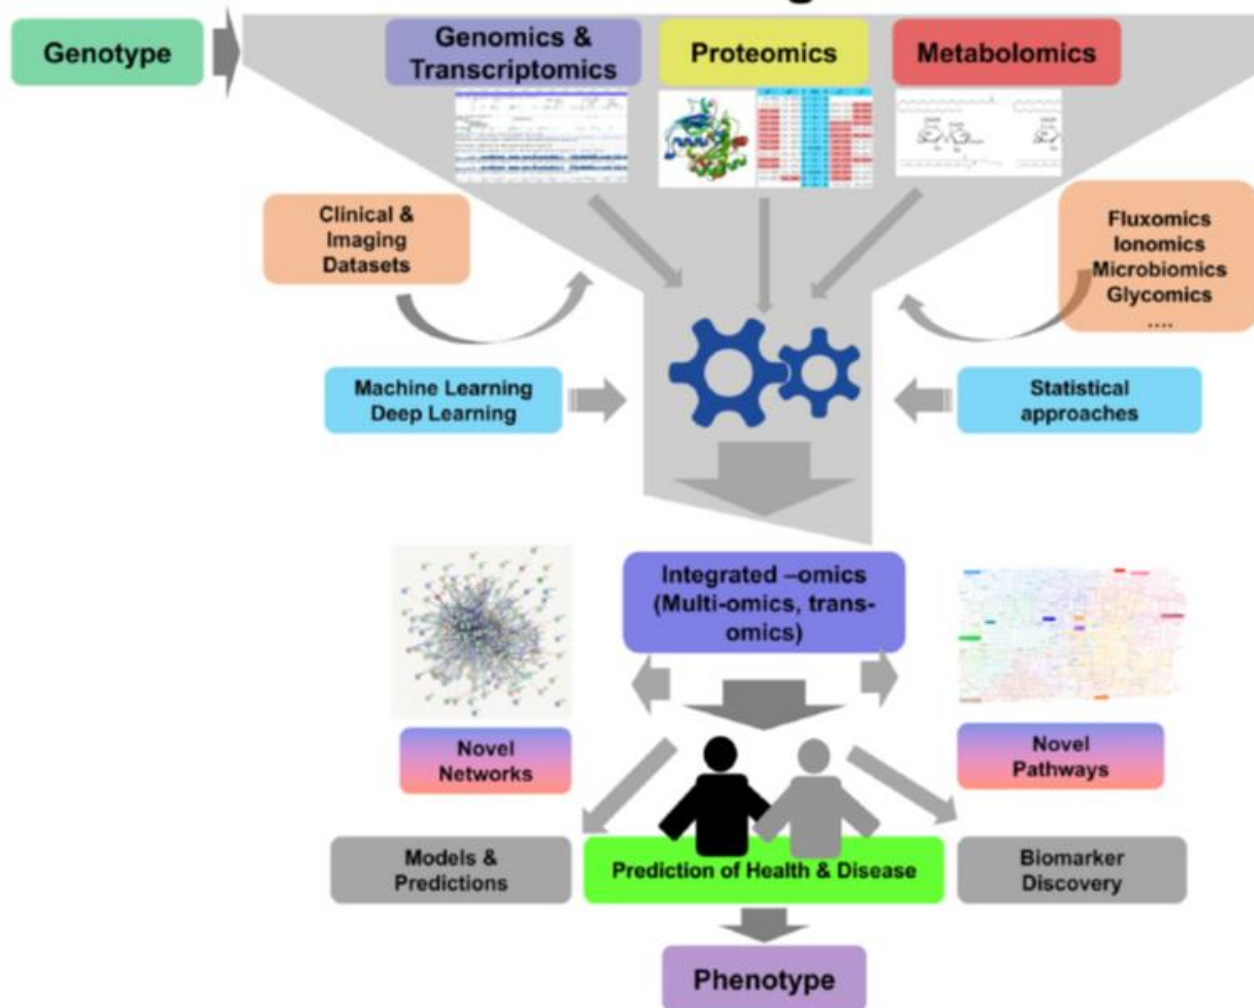 Genotype
Genomics &
Transcriptomics
Proteomics
Metabolomics
Clinical &
Imaging
Datasets
Fluxomics
Ionomics
Microbiomics
Glycomics
....
Machine Learning
Deep Learning
Statistical
approaches
Integrated –omics
(Multi-omics, trans-
omics)
Novel
Networks
Novel
Pathways
Models &
Predictions
Prediction of Health & Disease
Biomarker
Discovery
Phenotype